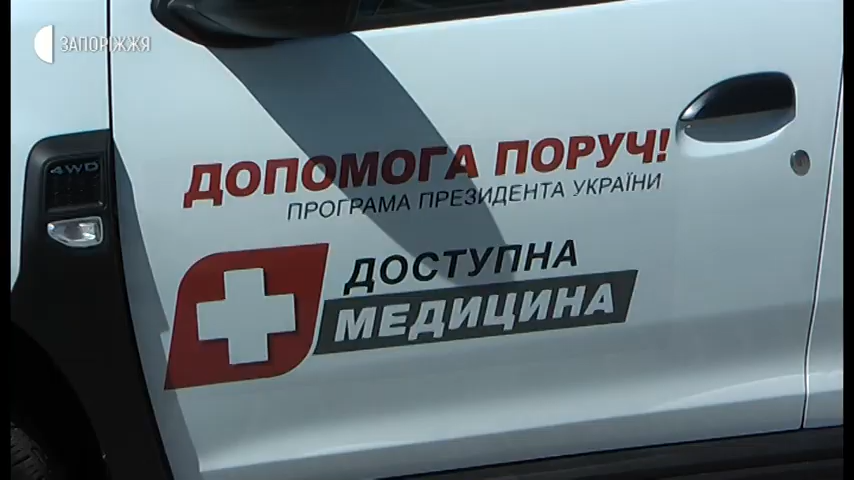 ЗАПОРІЖЖЯ
4WD
ДОПОМОГА ПОРУЧ!
ПРОГРАМА ПРЕЗИДЕНТА УКРАЇНИ
ДОСТУПНА
МЕДИЦИНА